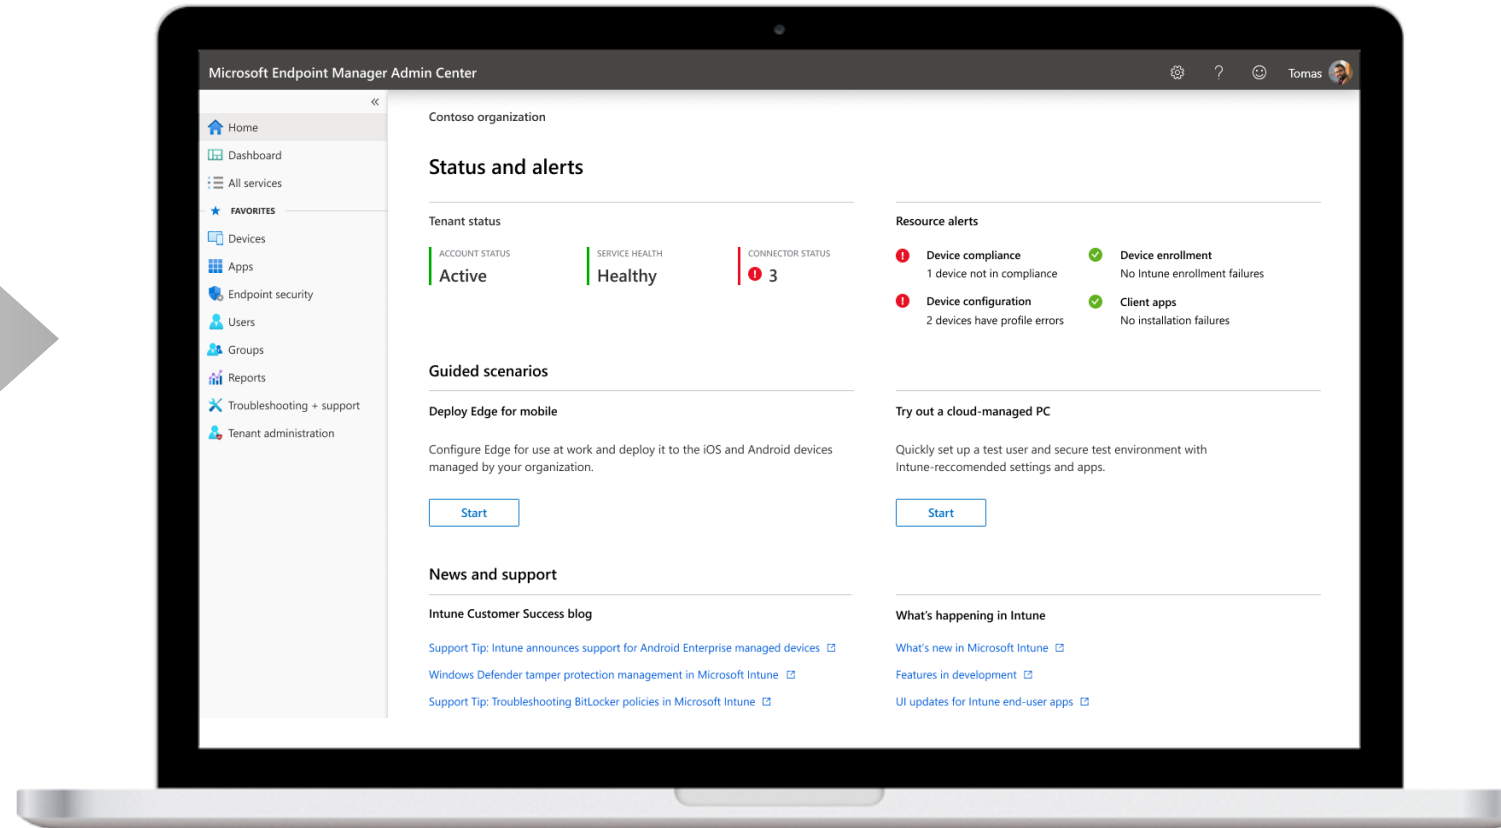 Microsoft Endpoint Manager Admin Center
Tomas
Home
Dashboard
All services
FAVORITES
Devices
Apps
Endpoint security
Users
Groups
Reports
Troubleshooting + support
Tenant administration
Contoso organization
Status and alerts
Tenant status
ACCOUNT STATUS
Active
SERVICE HEALTH
Healthy
CONNECTOR STATUS
3
Resource alerts
Device compliance
1 device not in compliance
Device enrollment
No Intune enrollment failures
Device configuration
2 devices have profile errors
Client apps
No installation failures
Guided scenarios
Deploy Edge for mobile
Configure Edge for use at work and deploy it to the iOS and Android devices
managed by your organization.
Start
Try out a cloud-managed PC
Quickly set up a test user and secure test environment with
Intune-reccomended settings and apps.
Start
News and support
Intune Customer Success blog
Support Tip: Intune announces support for Android Enterprise managed devices
Windows Defender tamper protection management in Microsoft Intune
Support Tip: Troubleshooting BitLocker policies in Microsoft Intune
What's happening in Intune
What's new in Microsoft Intune
Features in development
UI updates for Intune end-user apps